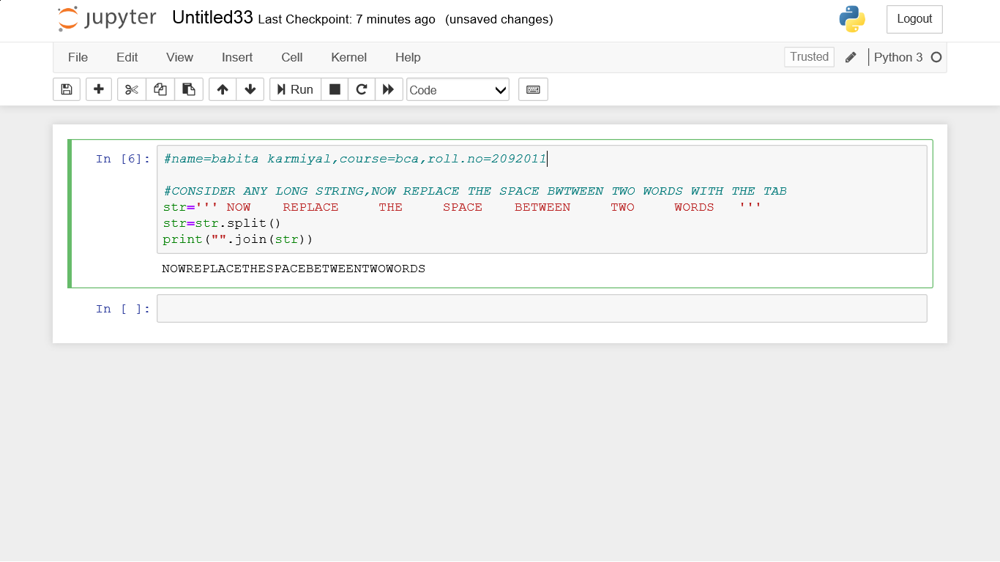 jupyter Untitled33 Last Checkpoint: 7 minutes ago (unsaved changes) Logout
File Edit View Insert Cell Kernel Help Trusted Python 3
Run Code
In [6]: #name=babita karmiyal,course=bca,roll.no=2092011
#CONSIDER ANY LONG STRING,NOW REPLACE THE SPACE BWTWEEN TWO WORDS WITH THE TAB
str=''' NOW    REPLACE     THE     SPACE    BETWEEN     TWO     WORDS   '''
str=str.split()
print("".join(str))
NOWREPLACETHESPACEBETWEENTWOWORDS
In [ ]: